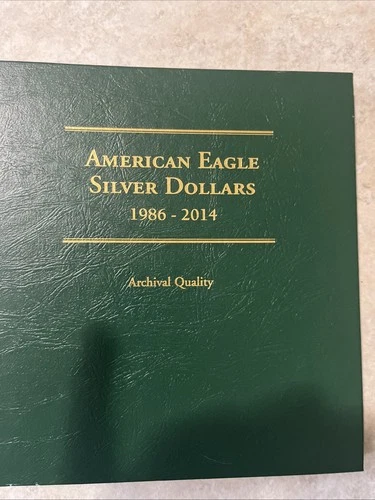 AMERICAN EAGLE
SILVER DOLLARS
1986 - 2014
Archival Quality